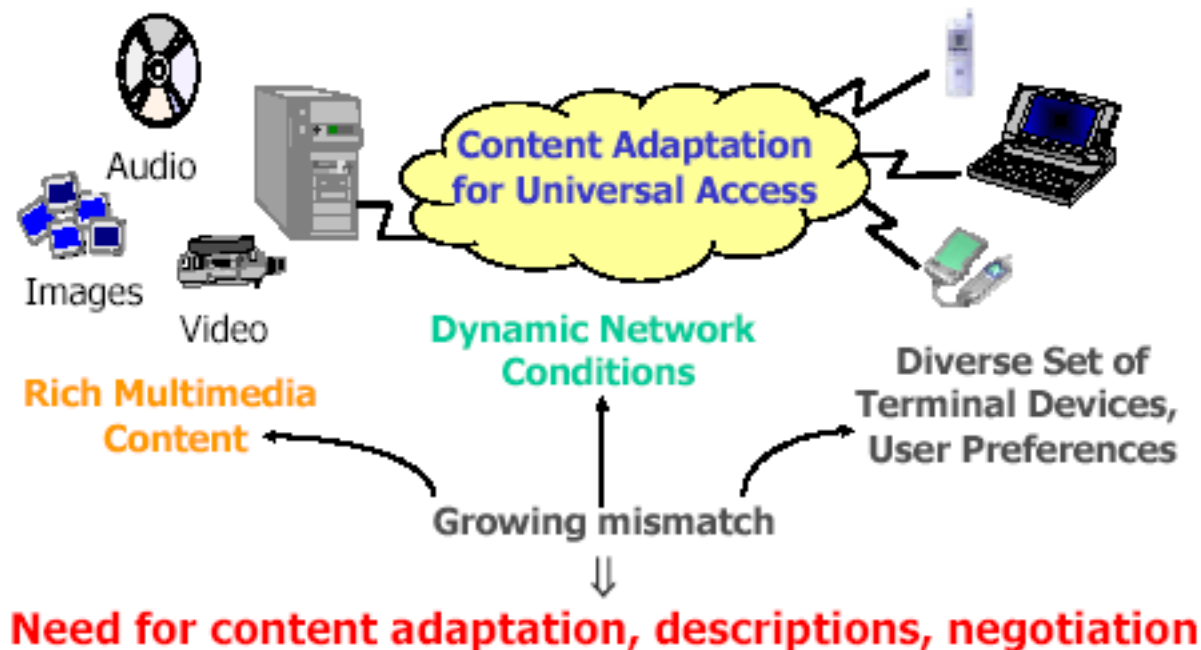 Audio
Images
Video
Rich Multimedia
Content
Content Adaptation
for Universal Access
Dynamic Network
Conditions
Diverse Set of
Terminal Devices,
User Preferences
Growing mismatch
⇓
Need for content adaptation, descriptions, negotiation